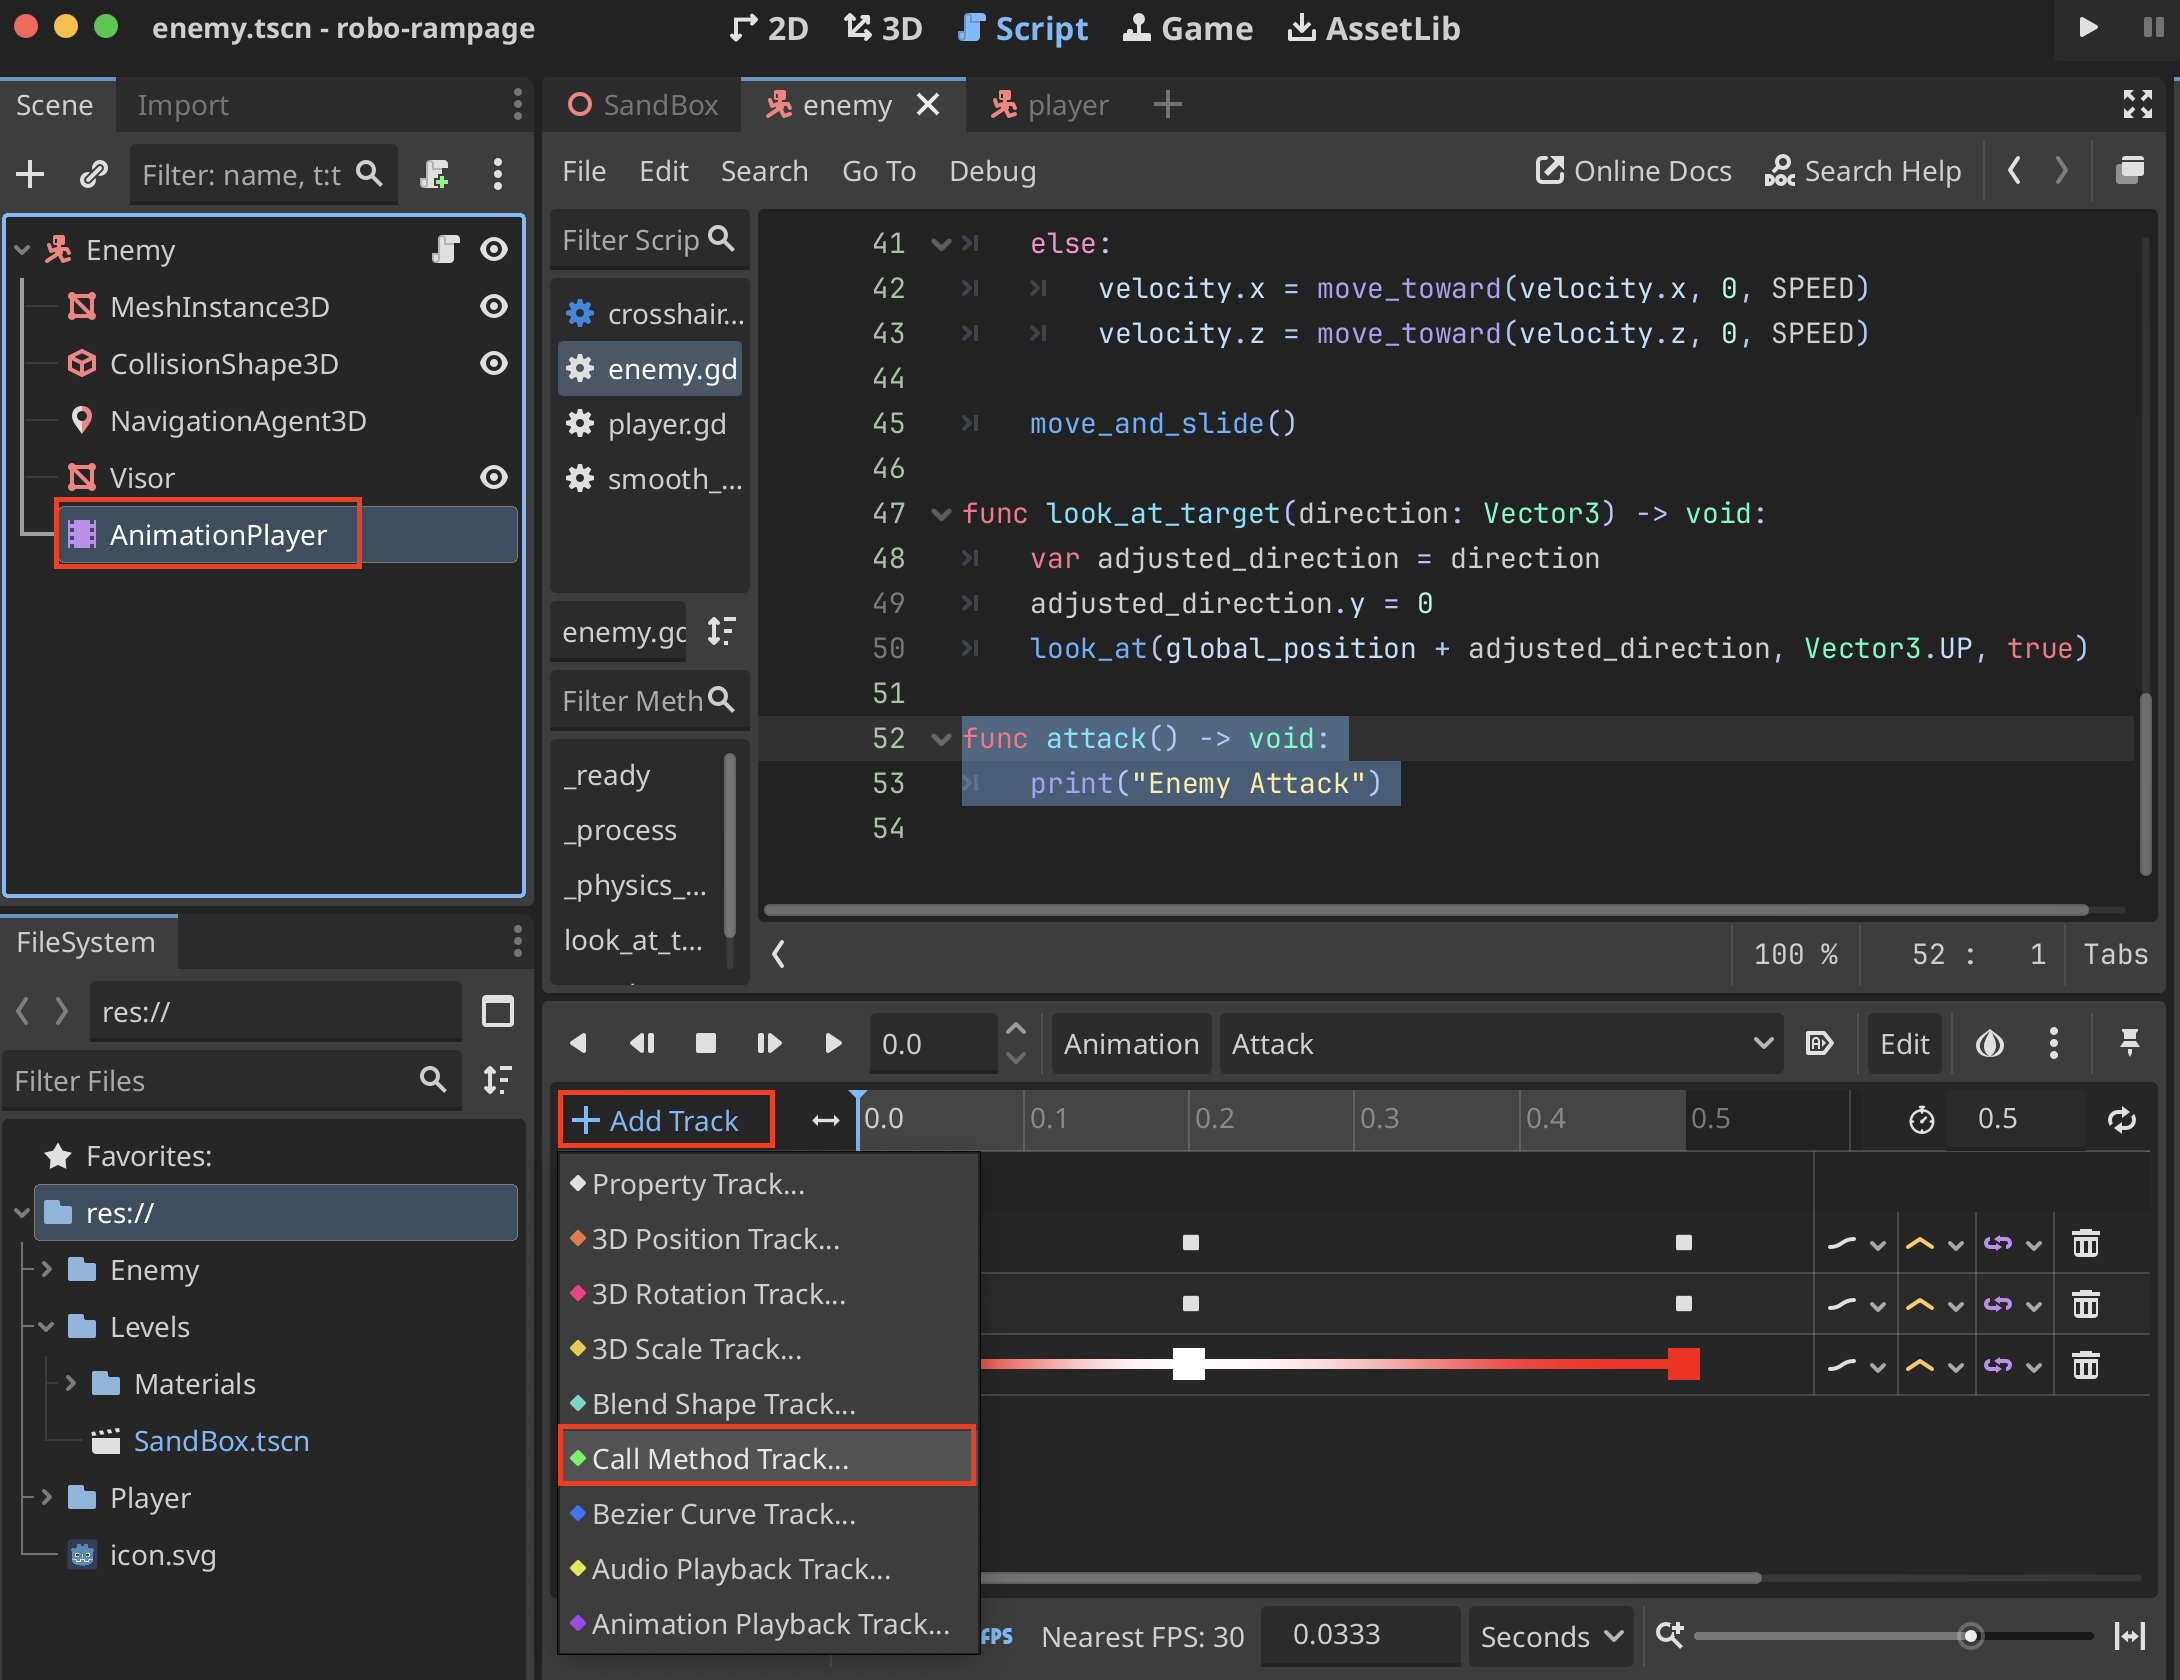 enemy.tscn - robo-rampage
2D 3D Script Game AssetLib
Scene Import
Filter: name, t:t
Enemy
MeshInstance3D
CollisionShape3D
NavigationAgent3D
Visor
AnimationPlayer
FileSystem
res://
Filter Files
Favorites:
res://
Enemy
Levels
Materials
SandBox.tscn
Player
icon.svg
SandBox enemy player
File Edit Search Go To Debug Online Docs DOC Search Help
Filter Scrip
crosshair...
enemy.gd
player.gd
smooth_...
enemy.gd
Filter Meth
_ready
_process
_physics_...
look_at_t...
41 else:
42 velocity.x = move_toward(velocity.x, 0, SPEED)
43 velocity.z = move_toward(velocity.z, 0, SPEED)
44
45 move_and_slide()
46
47 func look_at_target(direction: Vector3) -> void:
48 var adjusted_direction = direction
49 adjusted_direction.y = 0
50 look_at(global_position + adjusted_direction, Vector3.UP, true)
51
52 func attack() -> void:
53 print("Enemy Attack")
54
100 % 52 : 1 Tabs
0.0 Animation Attack A Edit
Add Track 0.0 0.1 0.2 0.3 0.4 0.5 0.5
Property Track...
3D Position Track...
3D Rotation Track...
3D Scale Track...
Blend Shape Track...
Call Method Track...
Bezier Curve Track...
Audio Playback Track...
Animation Playback Track...
FPS Nearest FPS: 30 0.0333 Seconds